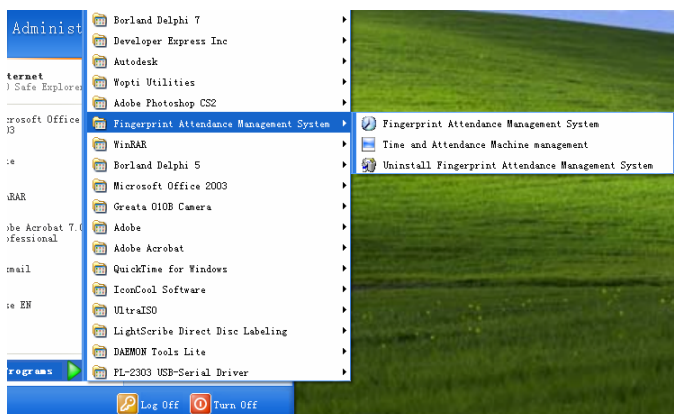 Administ
ternet
Safe Explorer
crosoft Office
03
RAR
obe Acrobat 7.0
ofessional
mail
se EN
rograms
Borland Delphi 7
Developer Express Inc
Autodesk
Wopti Utilities
Adobe Photoshop CS2
Fingerprint Attendance Management System
WinRAR
Borland Delphi 5
Microsoft Office 2003
Greata 010B Camera
Adobe
Adobe Acrobat
QuickTime for Windows
IconCool Software
UltraISO
LightScribe Direct Disc Labeling
DAEMON Tools Lite
PL-2303 USB-Serial Driver
Fingerprint Attendance Management System
Time and Attendance Machine management
Uninstall Fingerprint Attendance Management System
Log Off
Turn Off